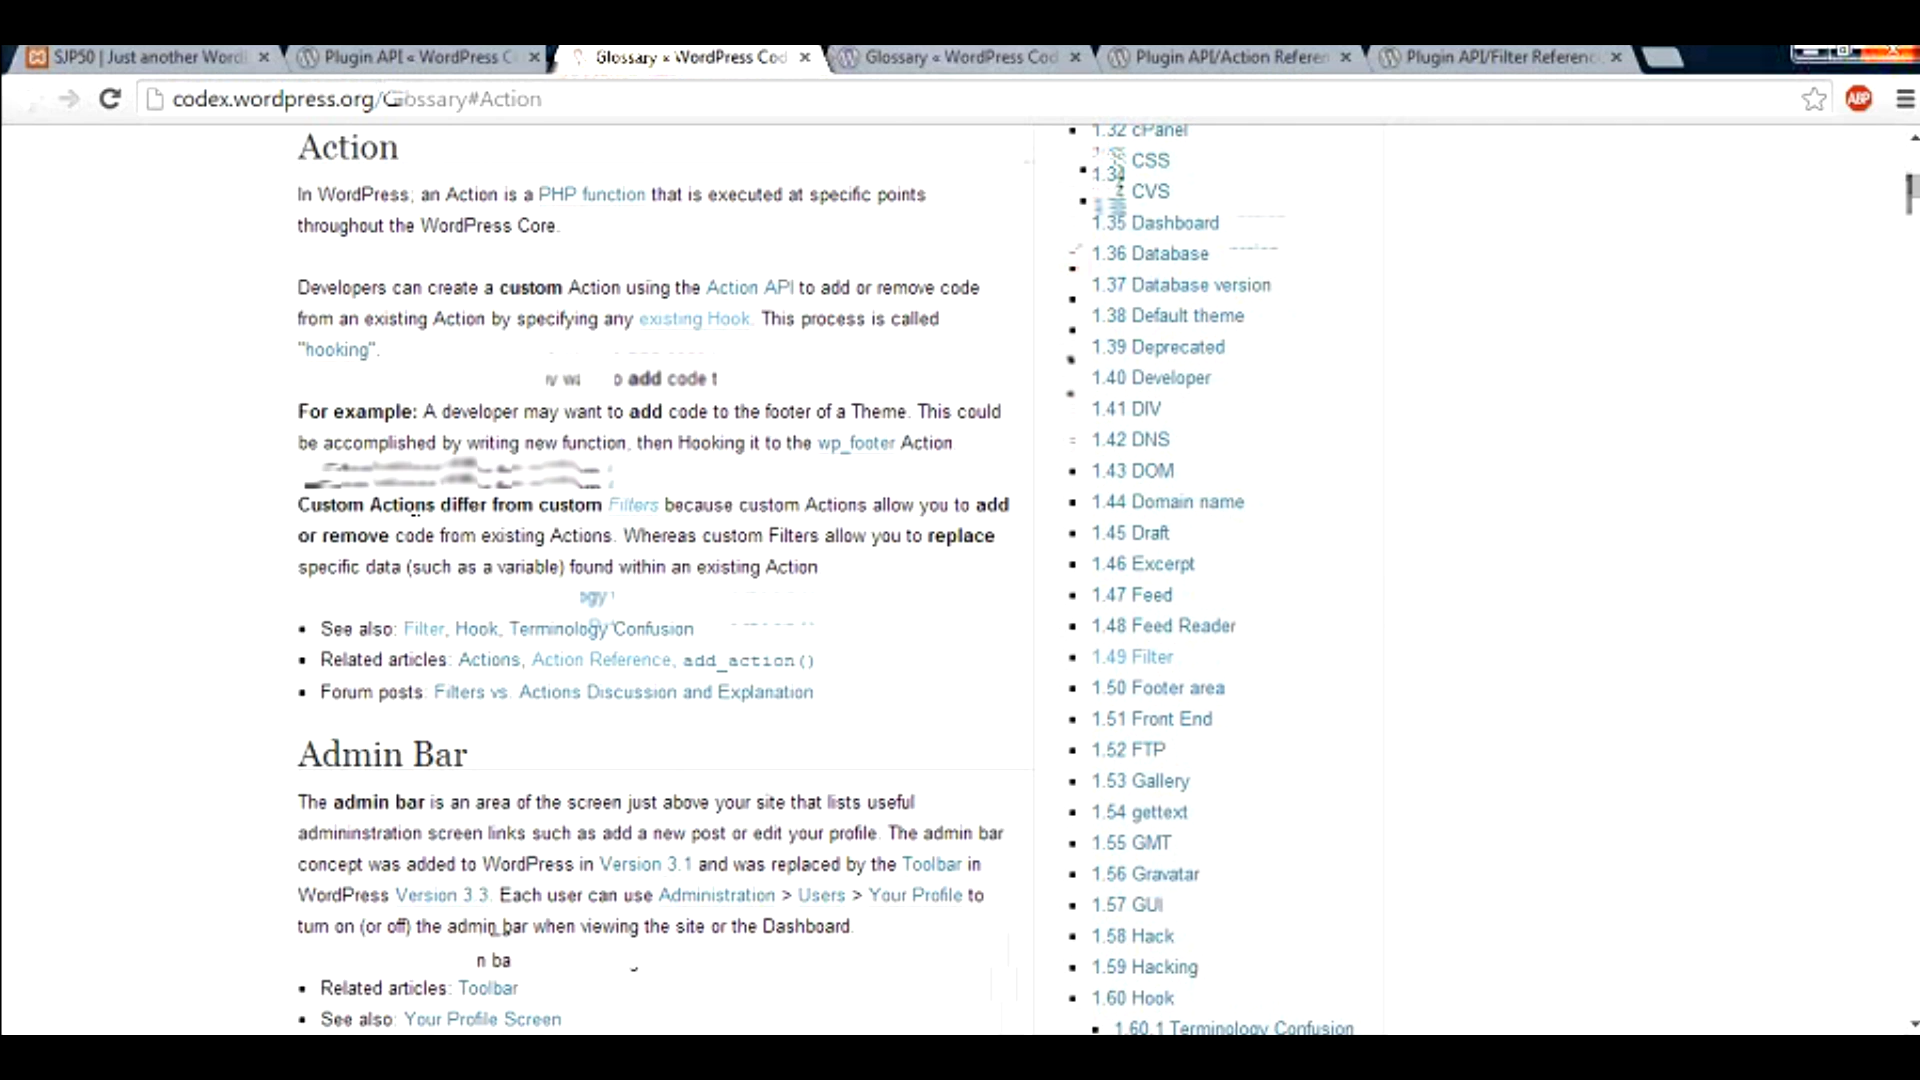 SJP50 | Just another Word
Plugin API « WordPress C
Glossary « WordPress Cod
Glossary « WordPress Cod
Plugin API/Action Referen
Plugin API/Filter Referenc
codex.wordpress.org/Glossary#Action
ABP
Action
In WordPress; an Action is a PHP function that is executed at specific points
throughout the WordPress Core.
Developers can create a custom Action using the Action API to add or remove code
from an existing Action by specifying any existing Hook. This process is called
"hooking".
add code t
For example: A developer may want to add code to the footer of a Theme. This could
be accomplished by writing new function, then Hooking it to the wp_footer Action
Custom Actions differ from custom Filters because custom Actions allow you to add
or remove code from existing Actions. Whereas custom Filters allow you to replace
specific data (such as a variable) found within an existing Action
ogy
See also: Filter, Hook, Terminology Confusion
Related articles: Actions, Action Reference, add_action()
Forum posts: Filters vs. Actions Discussion and Explanation
Admin Bar
The admin bar is an area of the screen just above your site that lists useful
admininstration screen links such as add a new post or edit your profile. The admin bar
concept was added to WordPress in Version 3.1 and was replaced by the Toolbar in
WordPress Version 3.3. Each user can use Administration > Users > Your Profile to
turn on (or off) the admin bar when viewing the site or the Dashboard.
n ba
Related articles: Toolbar
See also: Your Profile Screen
1.32 cPanel
CSS
1.34 CVS
1.35 Dashboard
1.36 Database
1.37 Database version
1.38 Default theme
1.39 Deprecated
1.40 Developer
1.41 DIV
1.42 DNS
1.43 DOM
1.44 Domain name
1.45 Draft
1.46 Excerpt
1.47 Feed
1.48 Feed Reader
1.49 Filter
1.50 Footer area
1.51 Front End
1.52 FTP
1.53 Gallery
1.54 gettext
1.55 GMT
1.56 Gravatar
1.57 GUI
1.58 Hack
1.59 Hacking
1.60 Hook
1.60.1 Terminology Confusion